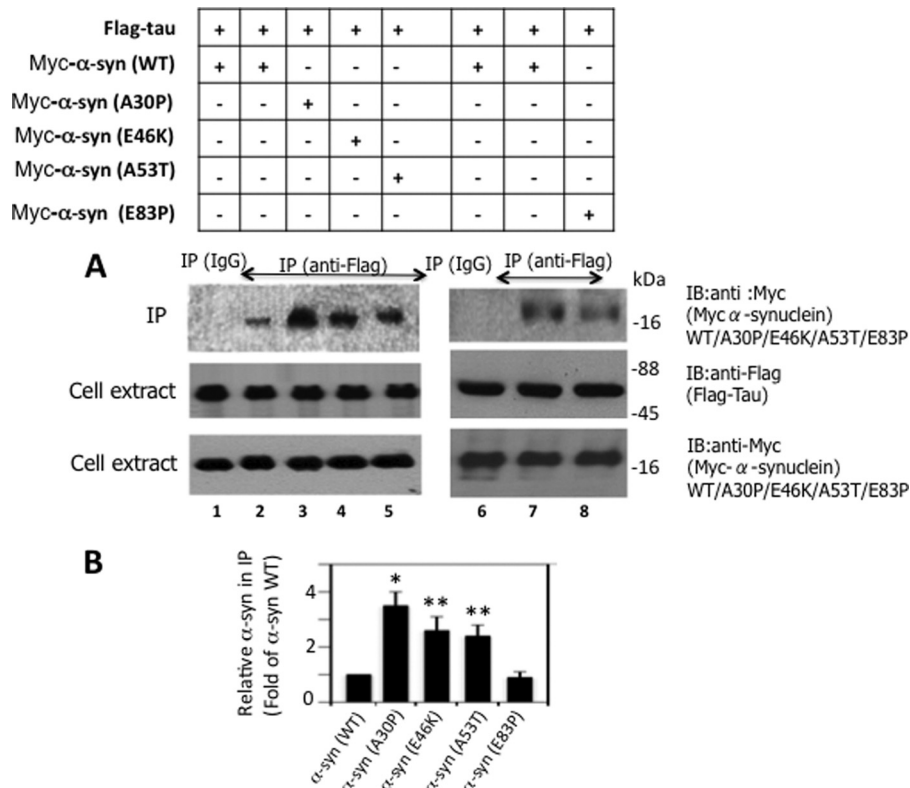 Flag-tau + + + + + + + +
Myc-α-syn (WT) + + - - - + + -
Myc-α-syn (A30P) - - + - - - - -
Myc-α-syn (E46K) - - - + - - - -
Myc-α-syn (A53T) - - - - + - - -
Myc-α-syn (E83P) - - - - - - - +
A
IP (IgG) IP (anti-Flag) IP (IgG) IP (anti-Flag) kDa
IP
-16
IB:anti :Myc
(Myc α-synuclein)
WT/A30P/E46K/A53T/E83P
Cell extract
-88
-45
IB:anti-Flag
(Flag-Tau)
Cell extract
-16
IB:anti-Myc
(Myc-α-synuclein)
WT/A30P/E46K/A53T/E83P
1 2 3 4 5 6 7 8
B
Relative α-syn in IP
(Fold of α-syn WT)
4
2
0
* ** **
α-syn (WT)
α-syn (A30P)
α-syn (E46K)
α-syn (A53T)
α-syn (E83P)